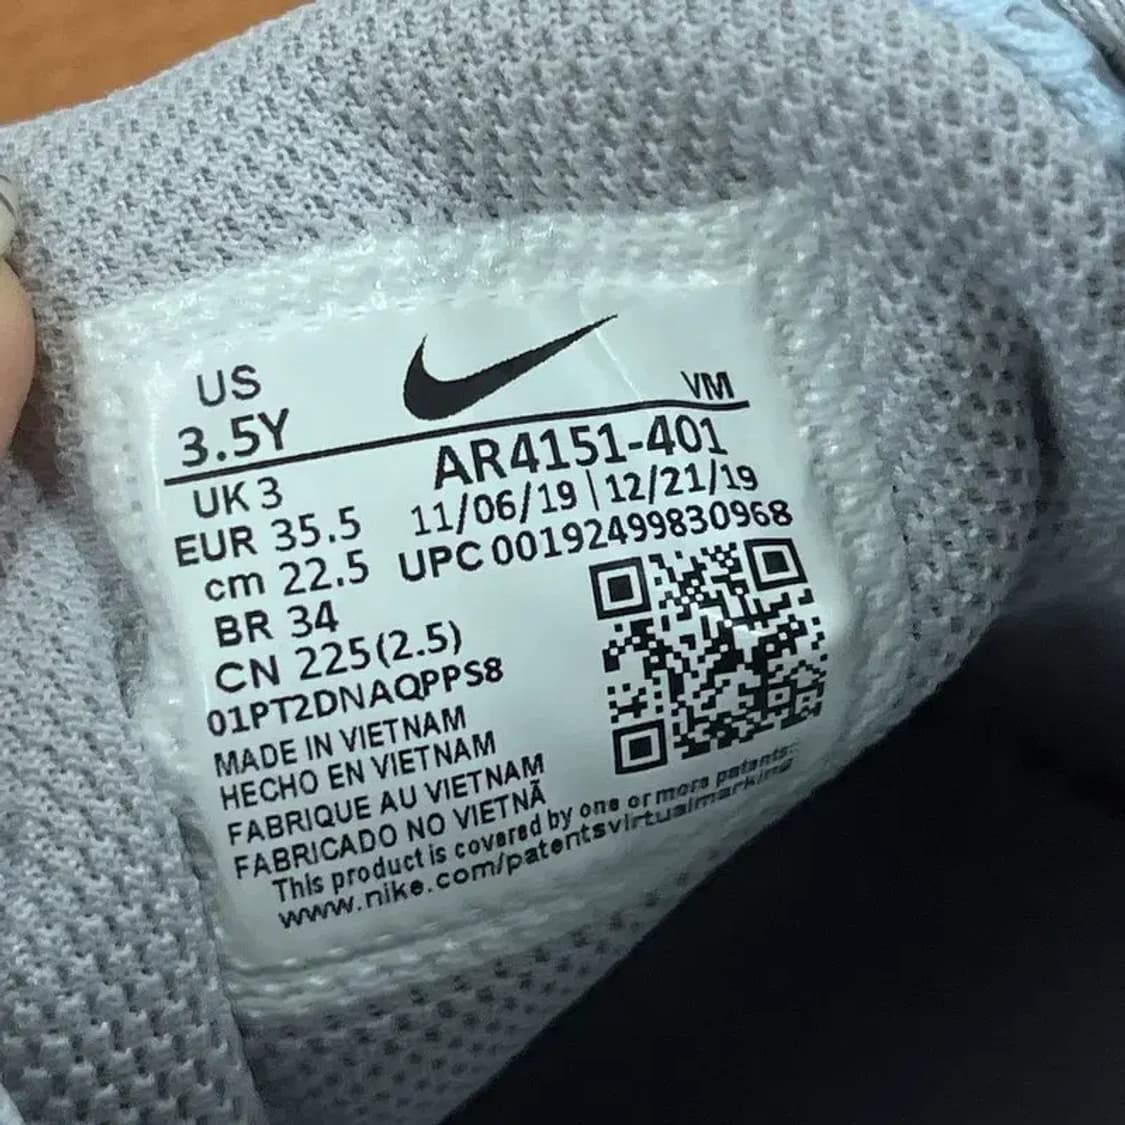 US
3.5Y
VM
UK 3
AR4151-401
EUR 35.5
11/06/19 | 12/21/19
cm 22.5
UPC 00192499830968
BR 34
CN 225(2.5)
01PT2DNAQPPS8
MADE IN VIETNAM
HECHO EN VIETNAM
FABRIQUE AU VIETNAM
FABRICADO NO VIETNÃ
This product is covered by one or more patents:
www.nike.com/patentsvirtualmarking